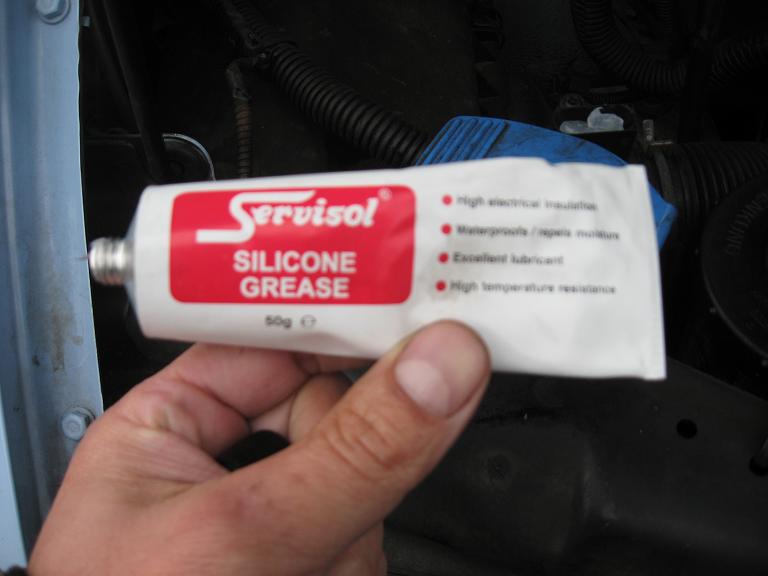 Servisol
SILICONE
GREASE
50g ℮
High electrical insulation
Waterproofs / repels moisture
Excellent lubricant
High temperature resistance